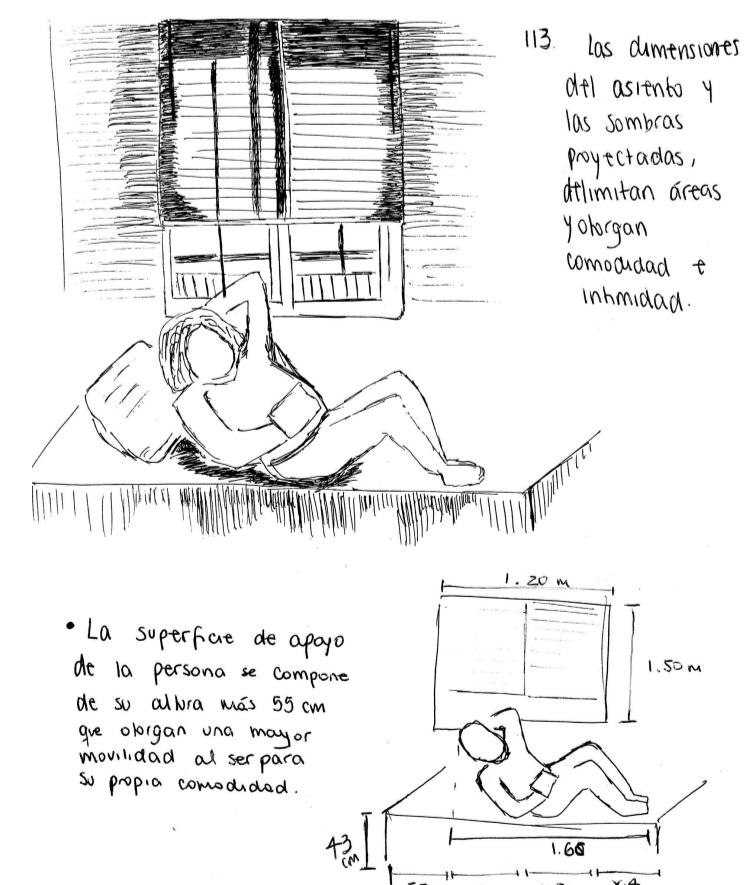 113. Las dimensiones
del asiento y
las sombras
proyectadas,
delimitan áreas
y otorgan
comodidad e
intimidad.
• La superficie de apoyo
de la persona se compone
de su altura más 55 cm
que otorgan una mayor
movilidad al ser para
su propia comodidad.
1.20 m
1.50 m
43 cm